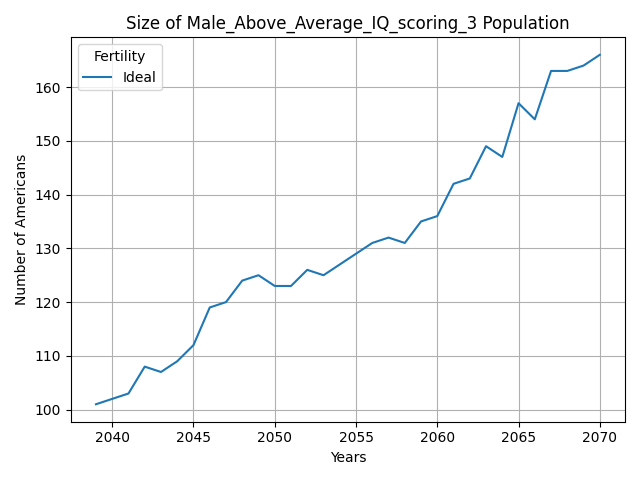 Size of Male_Above_Average_IQ_scoring_3 Population
Fertility
Ideal
Number of Americans
160
150
140
130
120
110
100
2040 2045 2050 2055 2060 2065 2070
Years